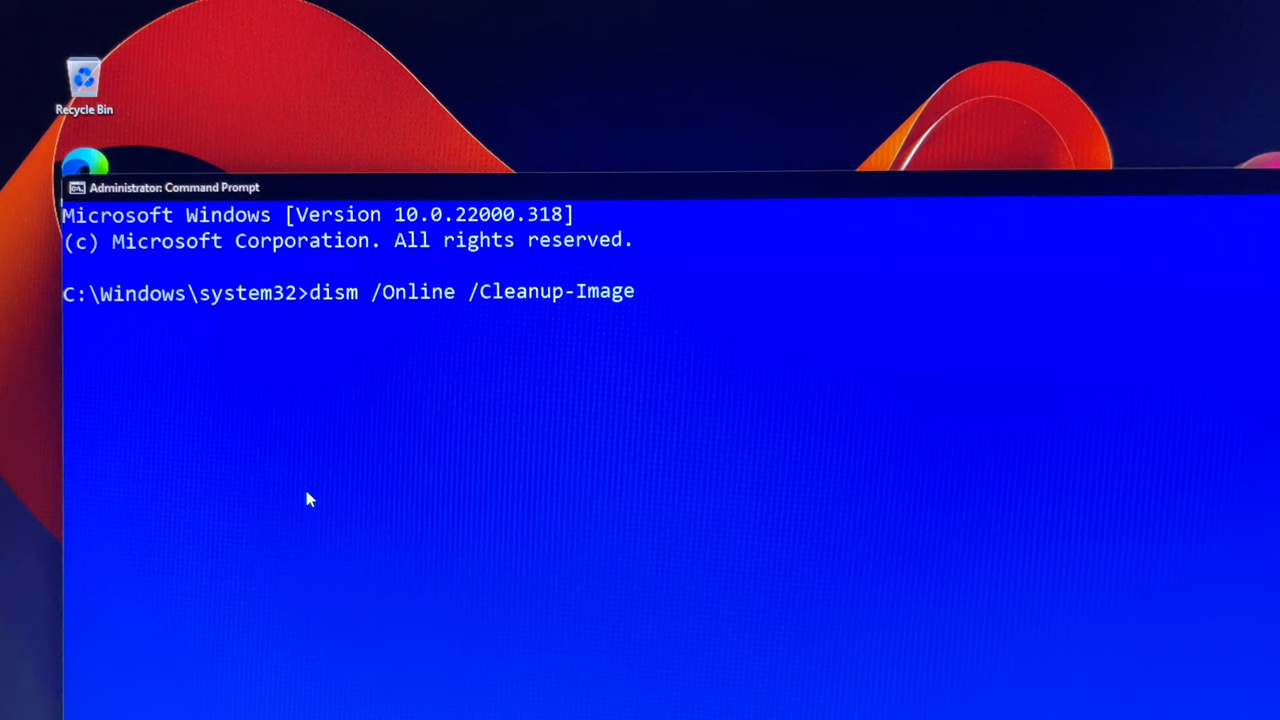 Recycle Bin
Administrator: Command Prompt
Microsoft Windows [Version 10.0.22000.318]
(c) Microsoft Corporation. All rights reserved.
C:\Windows\system32>dism /Online /Cleanup-Image